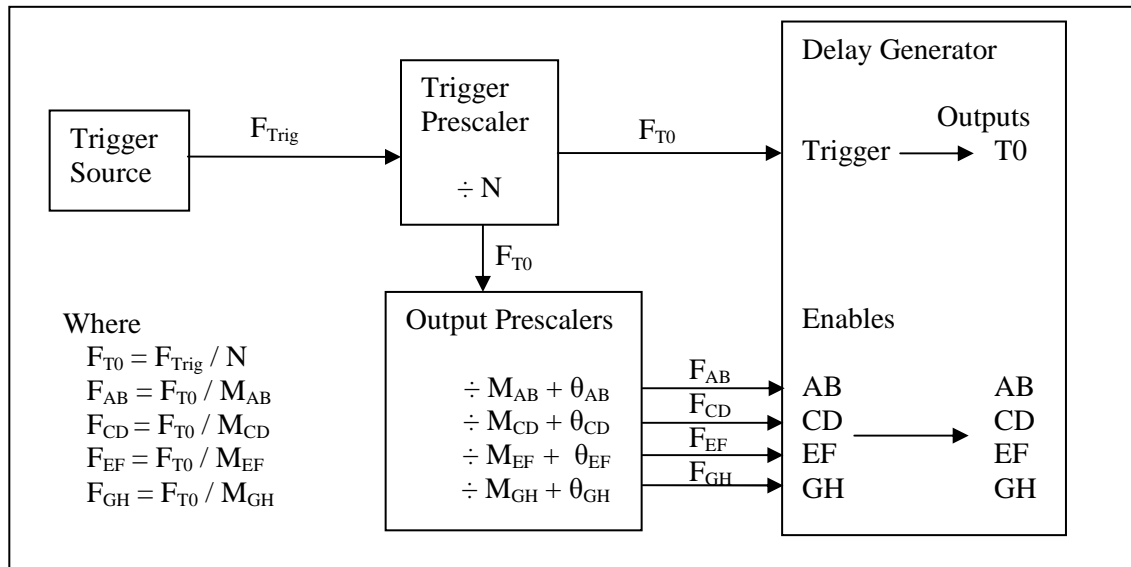 Delay Generator
Trigger
Prescaler
÷ N
Trigger
Source
F_Trig
F_T0
Outputs
Trigger
T0
F_T0
Where
F_T0 = F_Trig / N
F_AB = F_T0 / M_AB
F_CD = F_T0 / M_CD
F_EF = F_T0 / M_EF
F_GH = F_T0 / M_GH
Output Prescalers
÷ M_AB + θ_AB
÷ M_CD + θ_CD
÷ M_EF + θ_EF
÷ M_GH + θ_GH
F_AB
F_CD
F_EF
F_GH
Enables
AB
CD
EF
GH
AB
CD
EF
GH